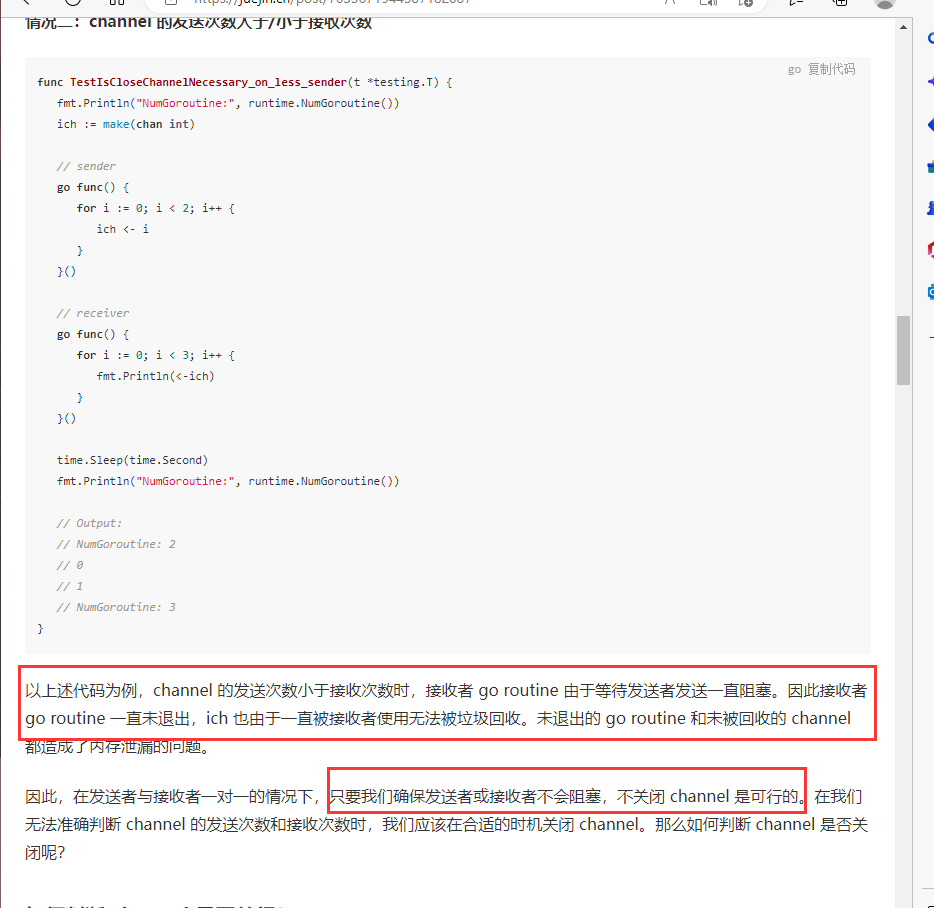 情况二：channel 的发送次数大于/小于接收次数
go 复制代码
func TestIsCloseChannelNecessary_on_less_sender(t *testing.T) {
fmt.Println("NumGoroutine:", runtime.NumGoroutine())
ich := make(chan int)
// sender
go func() {
for i := 0; i < 2; i++ {
ich <- i
}
}()
// receiver
go func() {
for i := 0; i < 3; i++ {
fmt.Println(<-ich)
}
}()
time.Sleep(time.Second)
fmt.Println("NumGoroutine:", runtime.NumGoroutine())
// Output:
// NumGoroutine: 2
// 0
// 1
// NumGoroutine: 3
}
以上述代码为例，channel 的发送次数小于接收次数时，接收者 go routine 由于等待发送者发送一直阻塞。因此接收者
go routine 一直未退出，ich 也由于一直被接收者使用无法被垃圾回收。未退出的 go routine 和未被回收的 channel
都造成了内存泄漏的问题。
因此，在发送者与接收者一对一的情况下，只要我们确保发送者或接收者不会阻塞，不关闭 channel 是可行的。在我们
无法准确判断 channel 的发送次数和接收次数时，我们应该在合适的时机关闭 channel。那么如何判断 channel 是否关
闭呢？